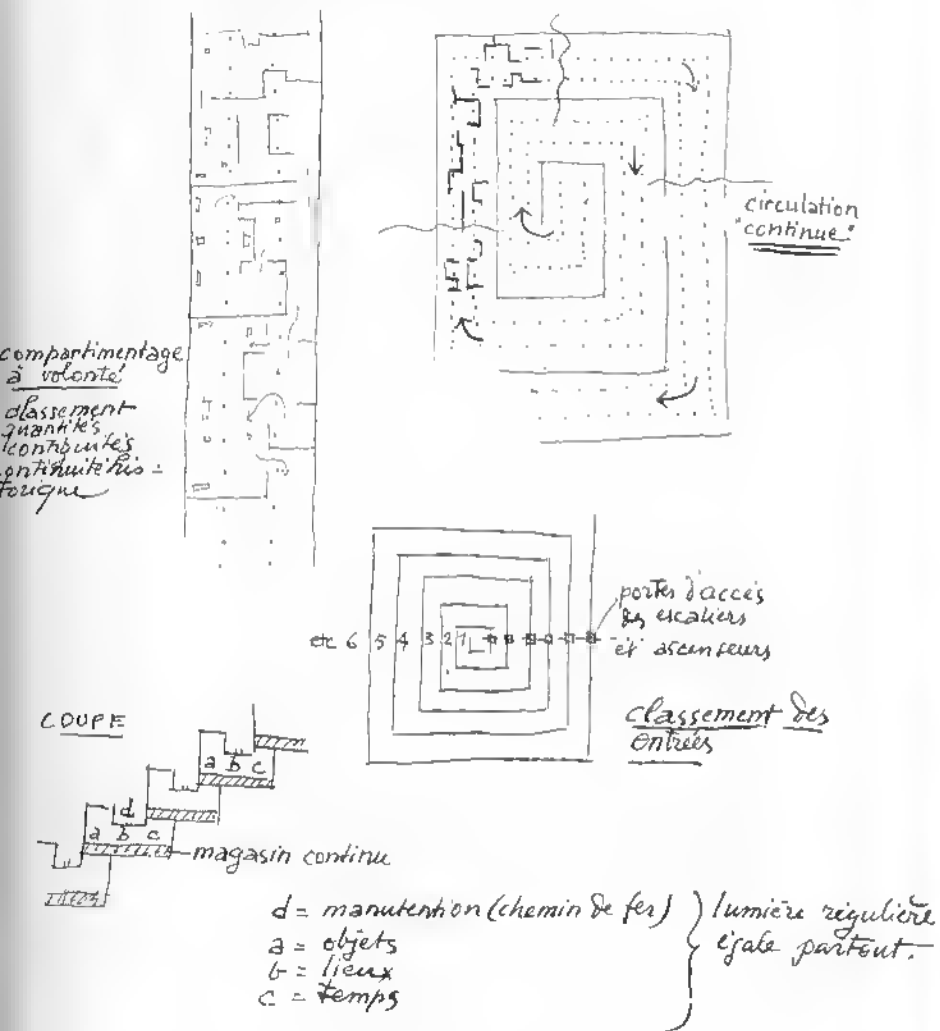 circulation
"continue"
compartimentage
à volonté
classement
quantités
contiguités
ontinuité his=
torique
etc 6 5 4 3 2 1
portes d'accès
des escaliers
et ascenseurs
classement des
entrées
COUPE
a b c
d
a b c
magasin continu
d = manutention (chemin de fer)
a = objets
b = lieux
c = temps
lumière régulière
égale partout.